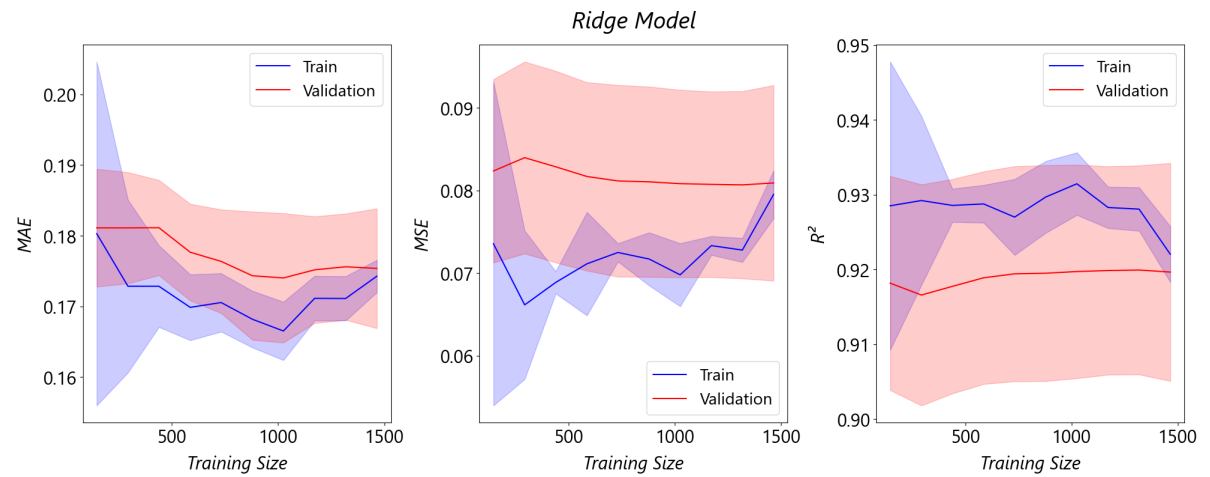 Ridge Model
0.20
0.19
0.18
0.17
0.16
MAE
500
1000
1500
Training Size
Train
Validation
0.09
0.08
0.07
0.06
MSE
500
1000
1500
Training Size
Train
Validation
0.95
0.94
0.93
0.92
0.91
0.90
R²
500
1000
1500
Training Size
Train
Validation